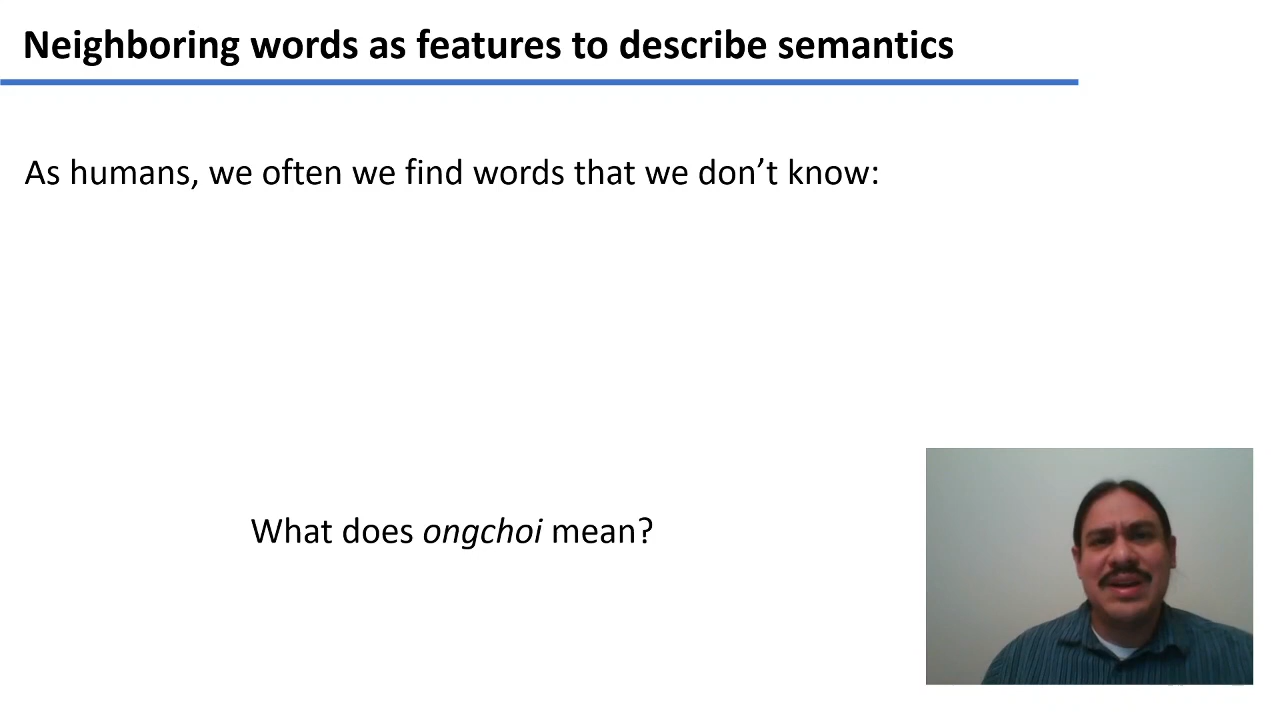 Neighboring words as features to describe semantics
As humans, we often we find words that we don’t know:
What does ongchoi mean?